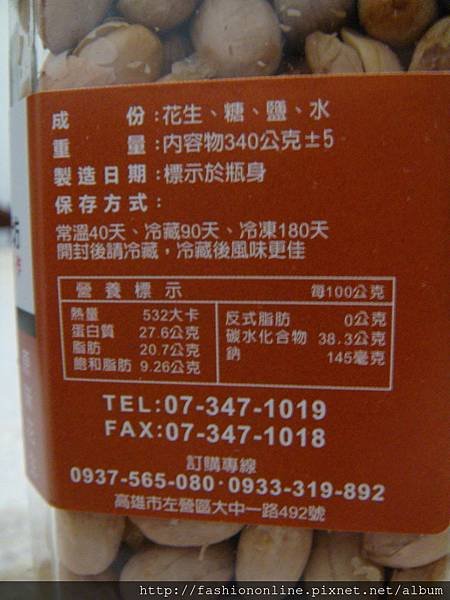 成　　份:花生、糖、鹽、水
重　　量:內容物340公克±5
製造日期:標示於瓶身
保存方式:
常溫40天、冷藏90天、冷凍180天
開封後請冷藏，冷藏後風味更佳
營養標示 每100公克
熱量 532大卡 反式脂肪 0公克
蛋白質 27.6公克 碳水化合物 38.3公克
脂肪 20.7公克 鈉 145毫克
飽和脂肪 9.26公克
TEL:07-347-1019
FAX:07-347-1018
訂購專線
0937-565-080·0933-319-892
高雄市左營區大中一路492號
http://fashiononline.pixnet.net/album